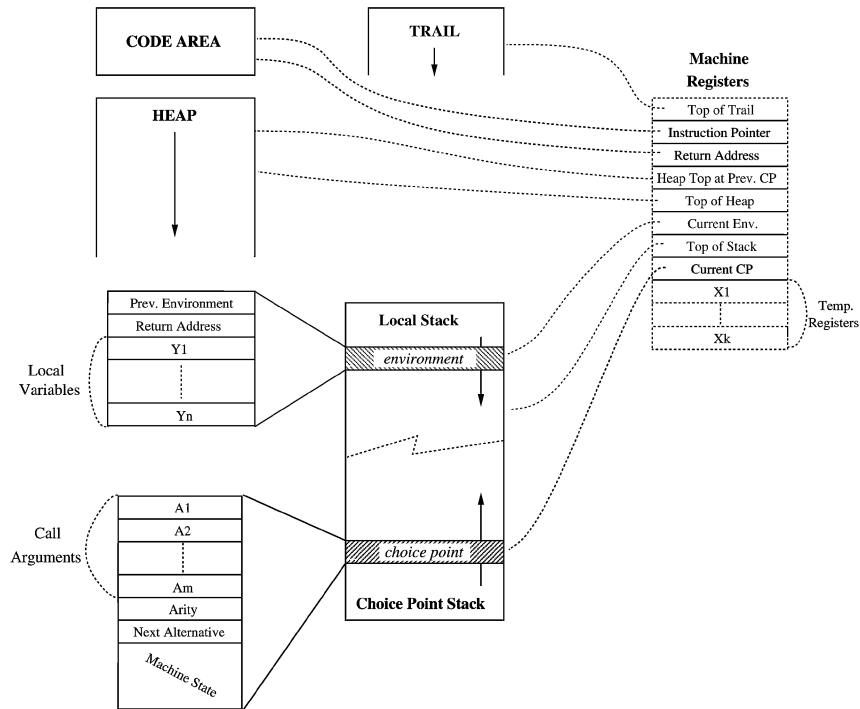 CODE AREA
TRAIL
Machine
Registers
Top of Trail
Instruction Pointer
Return Address
Heap Top at Prev. CP
Top of Heap
Current Env.
Top of Stack
Current CP
X1
Xk
Temp.
Registers
HEAP
Prev. Environment
Return Address
Y1
Yn
Local
Variables
Local Stack
environment
choice point
Choice Point Stack
A1
A2
Am
Arity
Next Alternative
Machine State
Call
Arguments